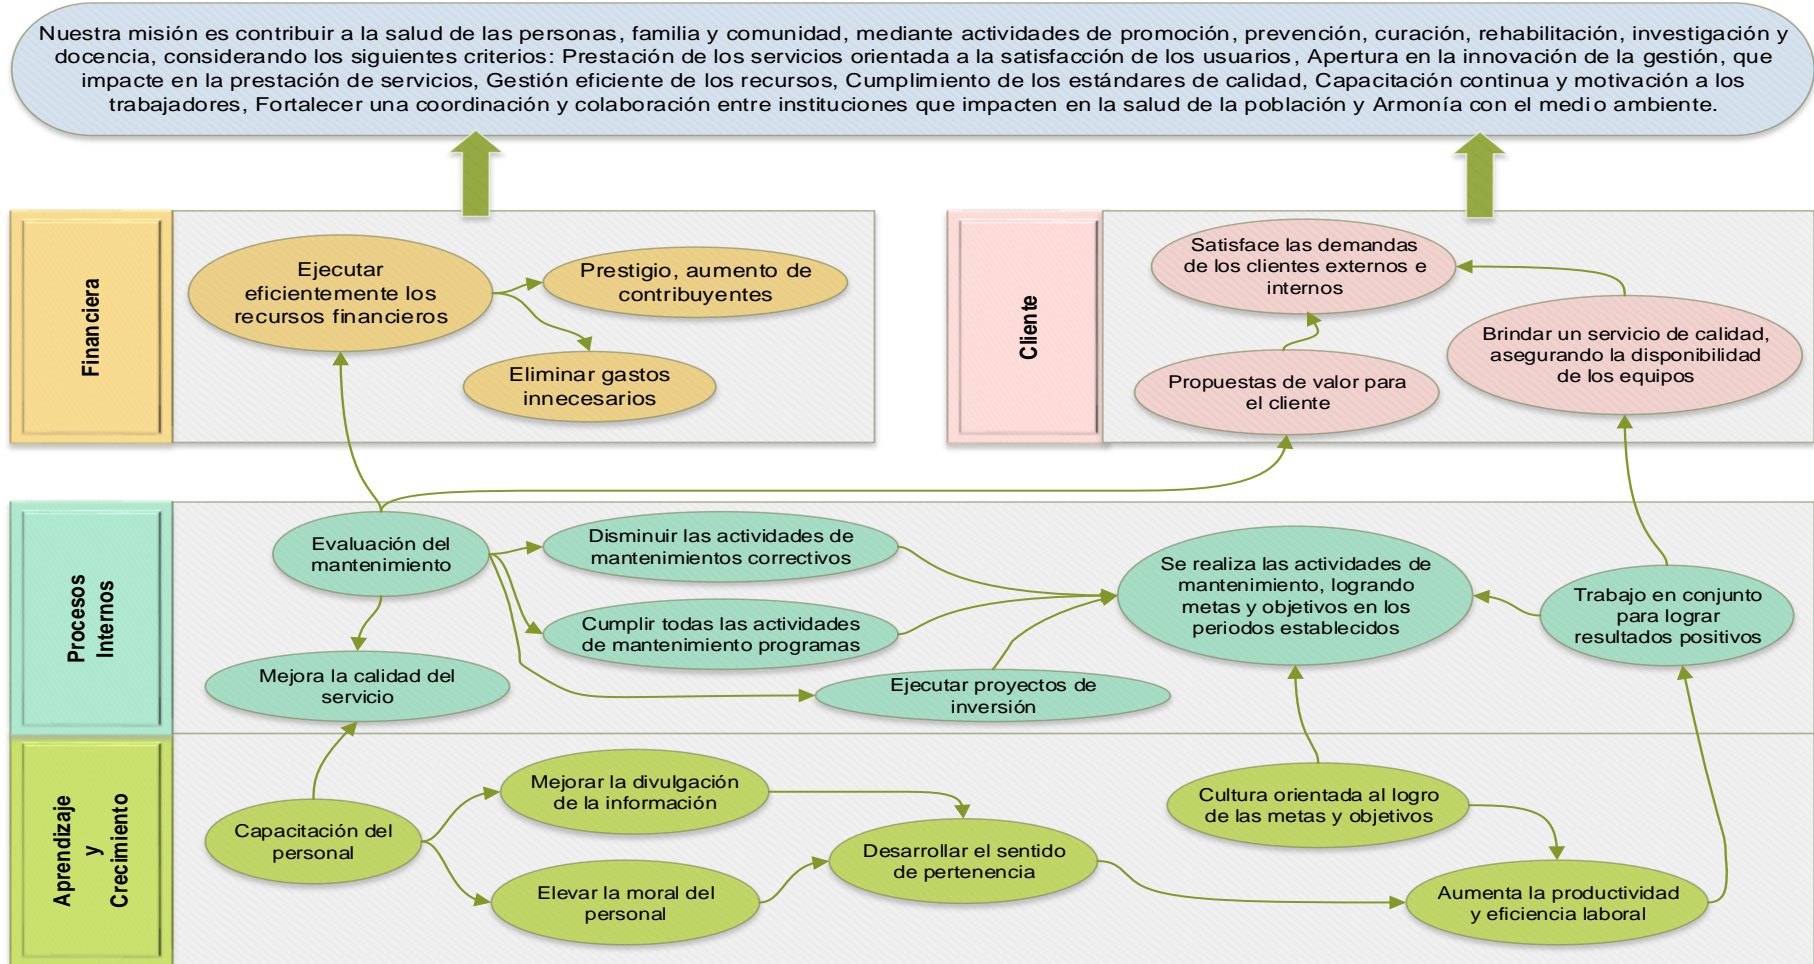 Nuestra misión es contribuir a la salud de las personas, familia y comunidad, mediante actividades de promoción, prevención, curación, rehabilitación, investigación y
docencia, considerando los siguientes criterios: Prestación de los servicios orientada a la satisfacción de los usuarios, Apertura en la innovación de la gestión, que
impacte en la prestación de servicios, Gestión eficiente de los recursos, Cumplimiento de los estándares de calidad, Capacitación continua y motivación a los
trabajadores, Fortalecer una coordinación y colaboración entre instituciones que impacten en la salud de la población y Armonía con el medio ambiente.
Financiera
Ejecutar
eficientemente los
recursos financieros
Prestigio, aumento de
contribuyentes
Eliminar gastos
innecesarios
Cliente
Satisface las demandas
de los clientes externos e
internos
Propuestas de valor para
el cliente
Brindar un servicio de calidad,
asegurando la disponibilidad
de los equipos
Procesos
Internos
Evaluación del
mantenimiento
Disminuir las actividades de
mantenimientos correctivos
Cumplir todas las actividades
de mantenimiento programas
Mejora la calidad del
servicio
Ejecutar proyectos de
inversión
Se realiza las actividades de
mantenimiento, logrando
metas y objetivos en los
periodos establecidos
Trabajo en conjunto
para lograr
resultados positivos
Aprendizaje
y
Crecimiento
Capacitación del
personal
Mejorar la divulgación
de la información
Elevar la moral del
personal
Desarrollar el sentido
de pertenencia
Cultura orientada al logro
de las metas y objetivos
Aumenta la productividad
y eficiencia laboral